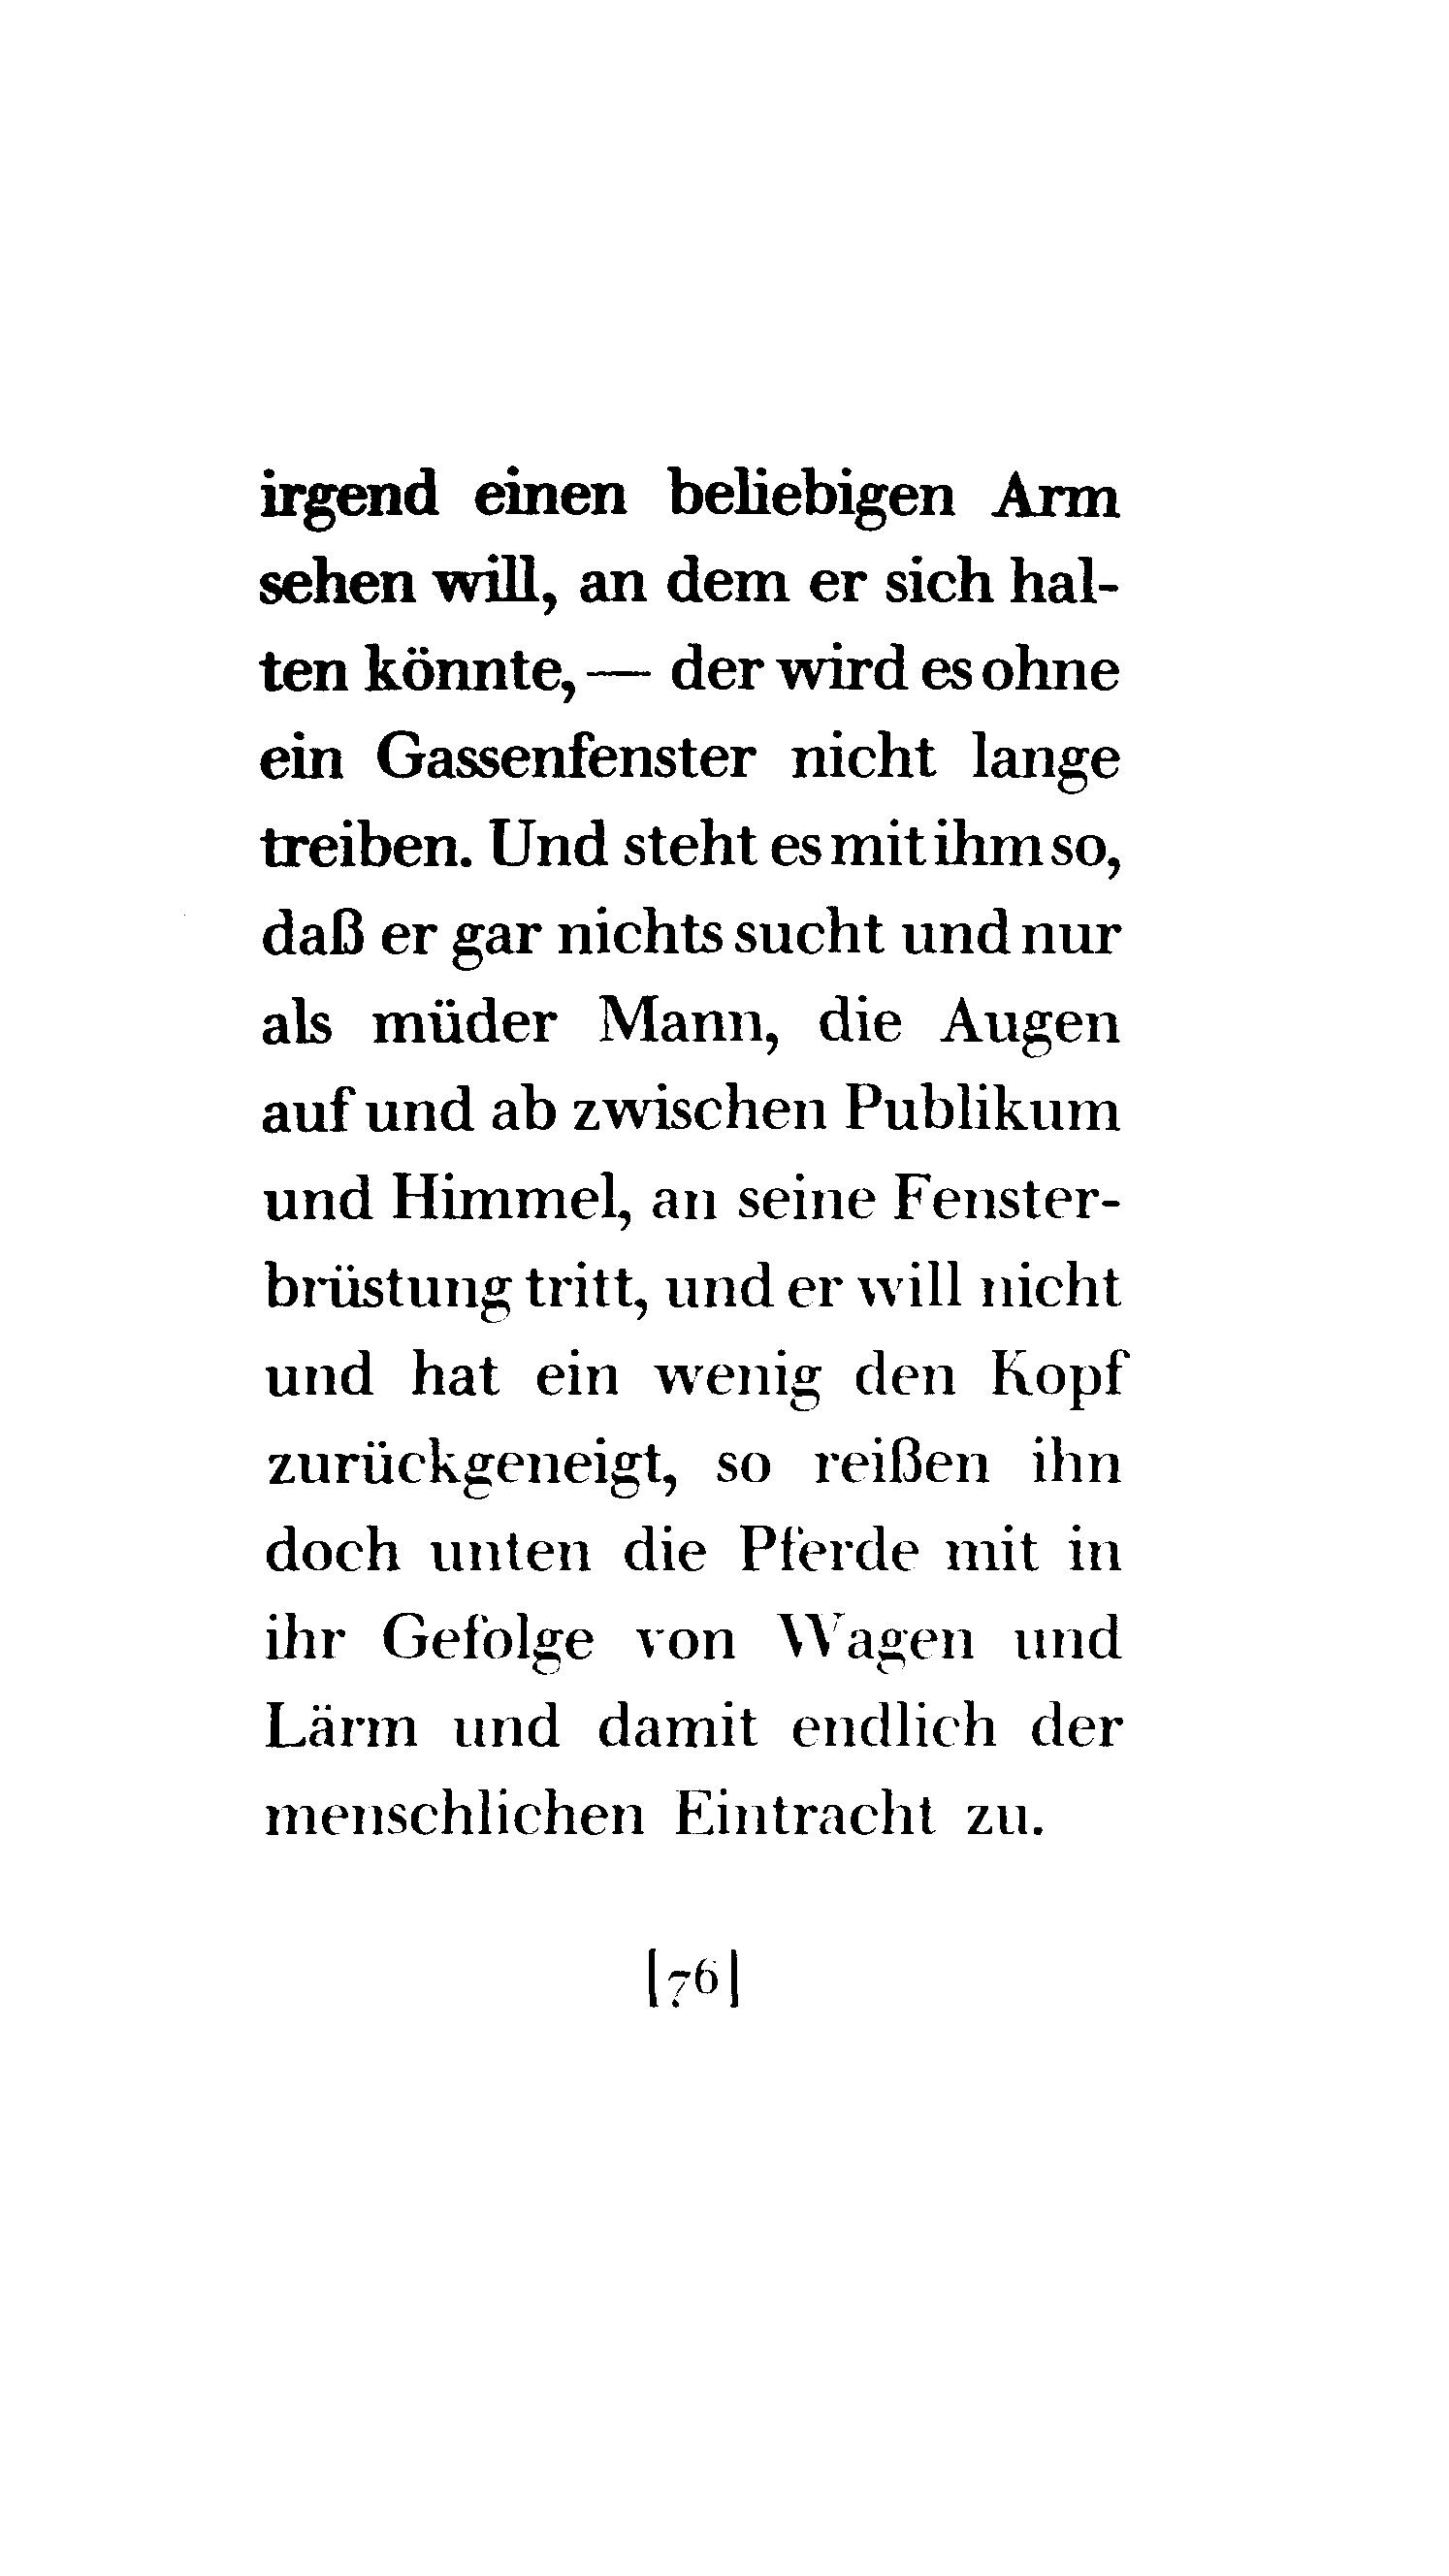 irgend einen beliebigen Arm
sehen will, an dem er sich hal-
ten könnte, — der wird es ohne
ein Gassenfenster nicht lange
treiben. Und steht es mit ihm so,
daß er gar nichts sucht und nur
als müder Mann, die Augen
auf und ab zwischen Publikum
und Himmel, an seine Fenster-
brüstung tritt, und er will nicht
und hat ein wenig den Kopf
zurückgeneigt, so reißen ihn
doch unten die Pferde mit in
ihr Gefolge von Wagen und
Lärm und damit endlich der
menschlichen Eintracht zu.
|76|